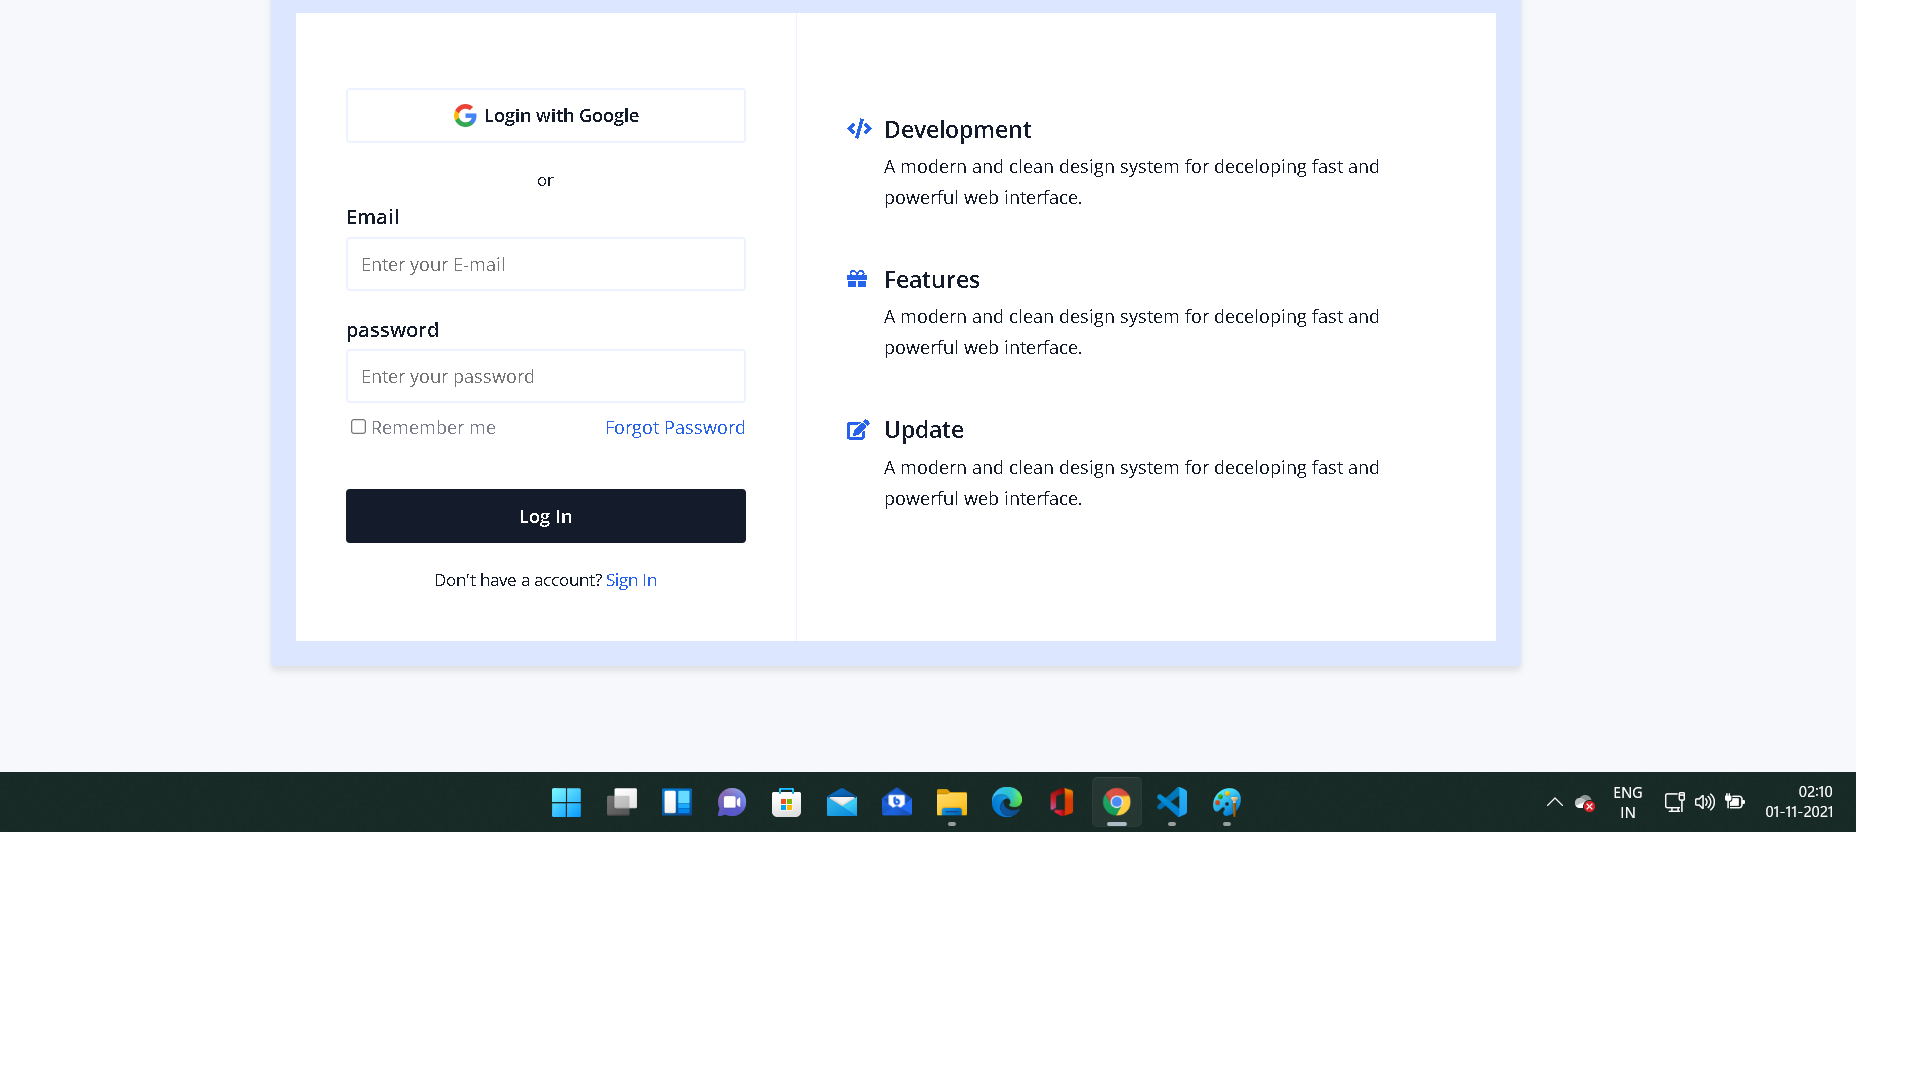 Login with Google
or
Email
Enter your E-mail
password
Enter your password
Remember me
Forgot Password
Log In
Don't have a account? Sign In
Development
A modern and clean design system for deceloping fast and
powerful web interface.
Features
A modern and clean design system for deceloping fast and
powerful web interface.
Update
A modern and clean design system for deceloping fast and
powerful web interface.
ENG
IN
02:10
01-11-2021